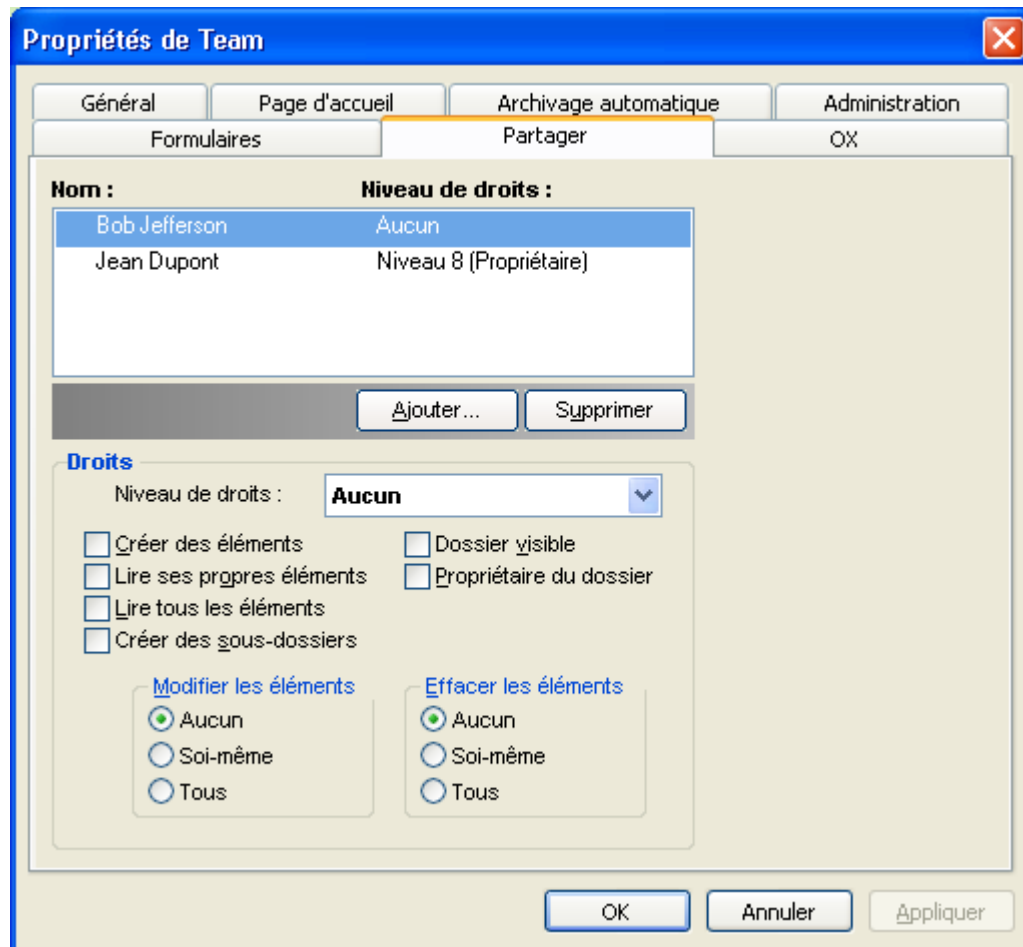 Propriétés de Team
Général Page d'accueil Archivage automatique Administration
Formulaires Partager OX
Nom : Niveau de droits :
Bob Jefferson Aucun
Jean Dupont Niveau 8 (Propriétaire)
Ajouter... Supprimer
Droits
Niveau de droits : Aucun
Créer des éléments Dossier visible
Lire ses propres éléments Propriétaire du dossier
Lire tous les éléments
Créer des sous-dossiers
Modifier les éléments Effacer les éléments
Aucun Aucun
Soi-même Soi-même
Tous Tous
OK Annuler Appliquer